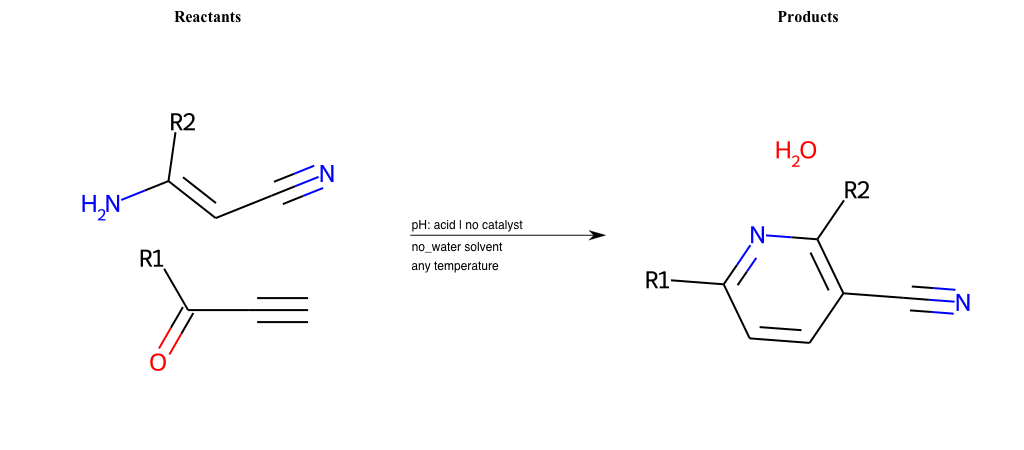 Reactants
Products
R2
H2N
N
R1
O
pH: acid | no catalyst
no_water solvent
any temperature
H2O
R2
N
R1
N